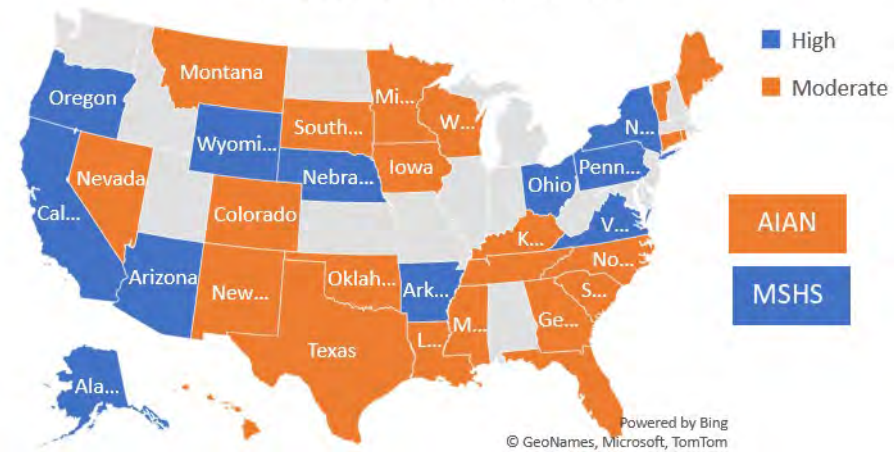 High
Moderate
Montana
Oregon
Mi...
Wyomi...
South...
W...
N...
Nebra...
Iowa
Penn...
Ohio
Nevada
Cal...
Colorado
V...
AIAN
K...
Arizona
Oklah...
Ark...
No...
New...
S...
MSHS
M...
Ge...
L...
Texas
Ala...
Powered by Bing
© GeoNames, Microsoft, TomTom